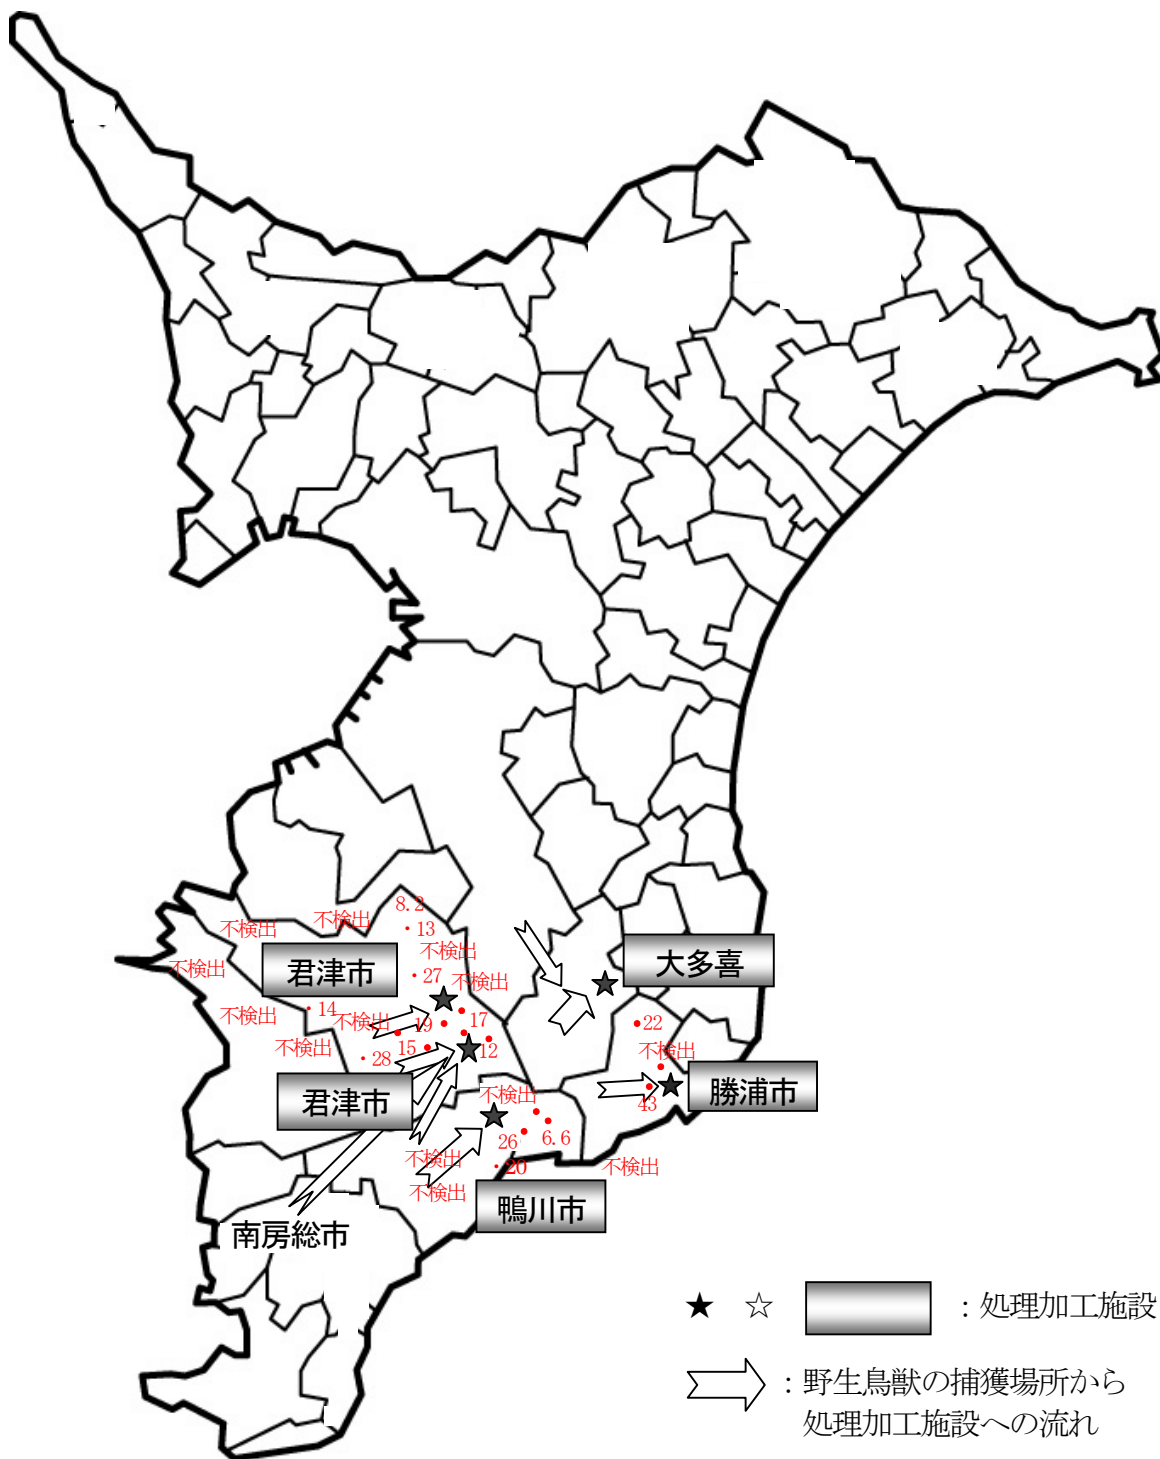 8.2
不検出
不検出
13
不検出
大多喜
君津市
不検出
27
不検出
14
不検出
不検出
19
17
22
不検出
28
15
12
不検出
君津市
不検出
43
勝浦市
26
6.6
不検出
20
不検出
不検出
鴨川市
南房総市
★ ☆ :処理加工施設
:野生鳥獣の捕獲場所から
処理加工施設への流れ